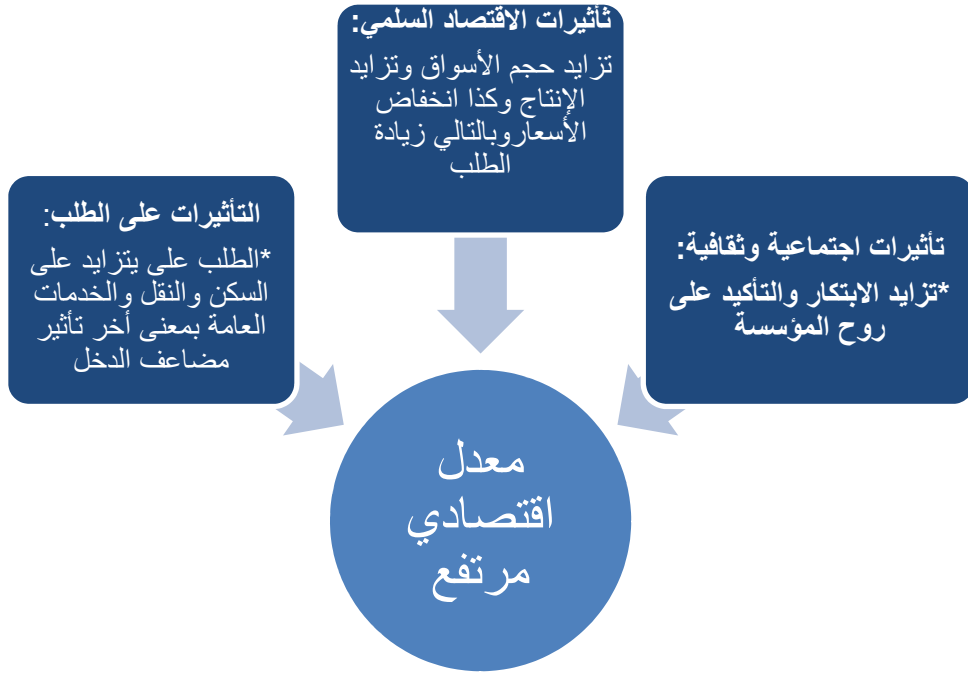 تأثيرات الاقتصاد السلمي:
تزايد حجم الأسواق وتزايد
الإنتاج وكذا انخفاض
الأسعاروبالتالي زيادة
الطلب
تأثيرات اجتماعية وثقافية:
*تزايد الابتكار والتأكيد على
روح المؤسسة
التأثيرات على الطلب:
*الطلب على يتزايد على
السكن والنقل والخدمات
العامة بمعنى أخر تأثير
مضاعف الدخل
معدل
اقتصادي
مرتفع